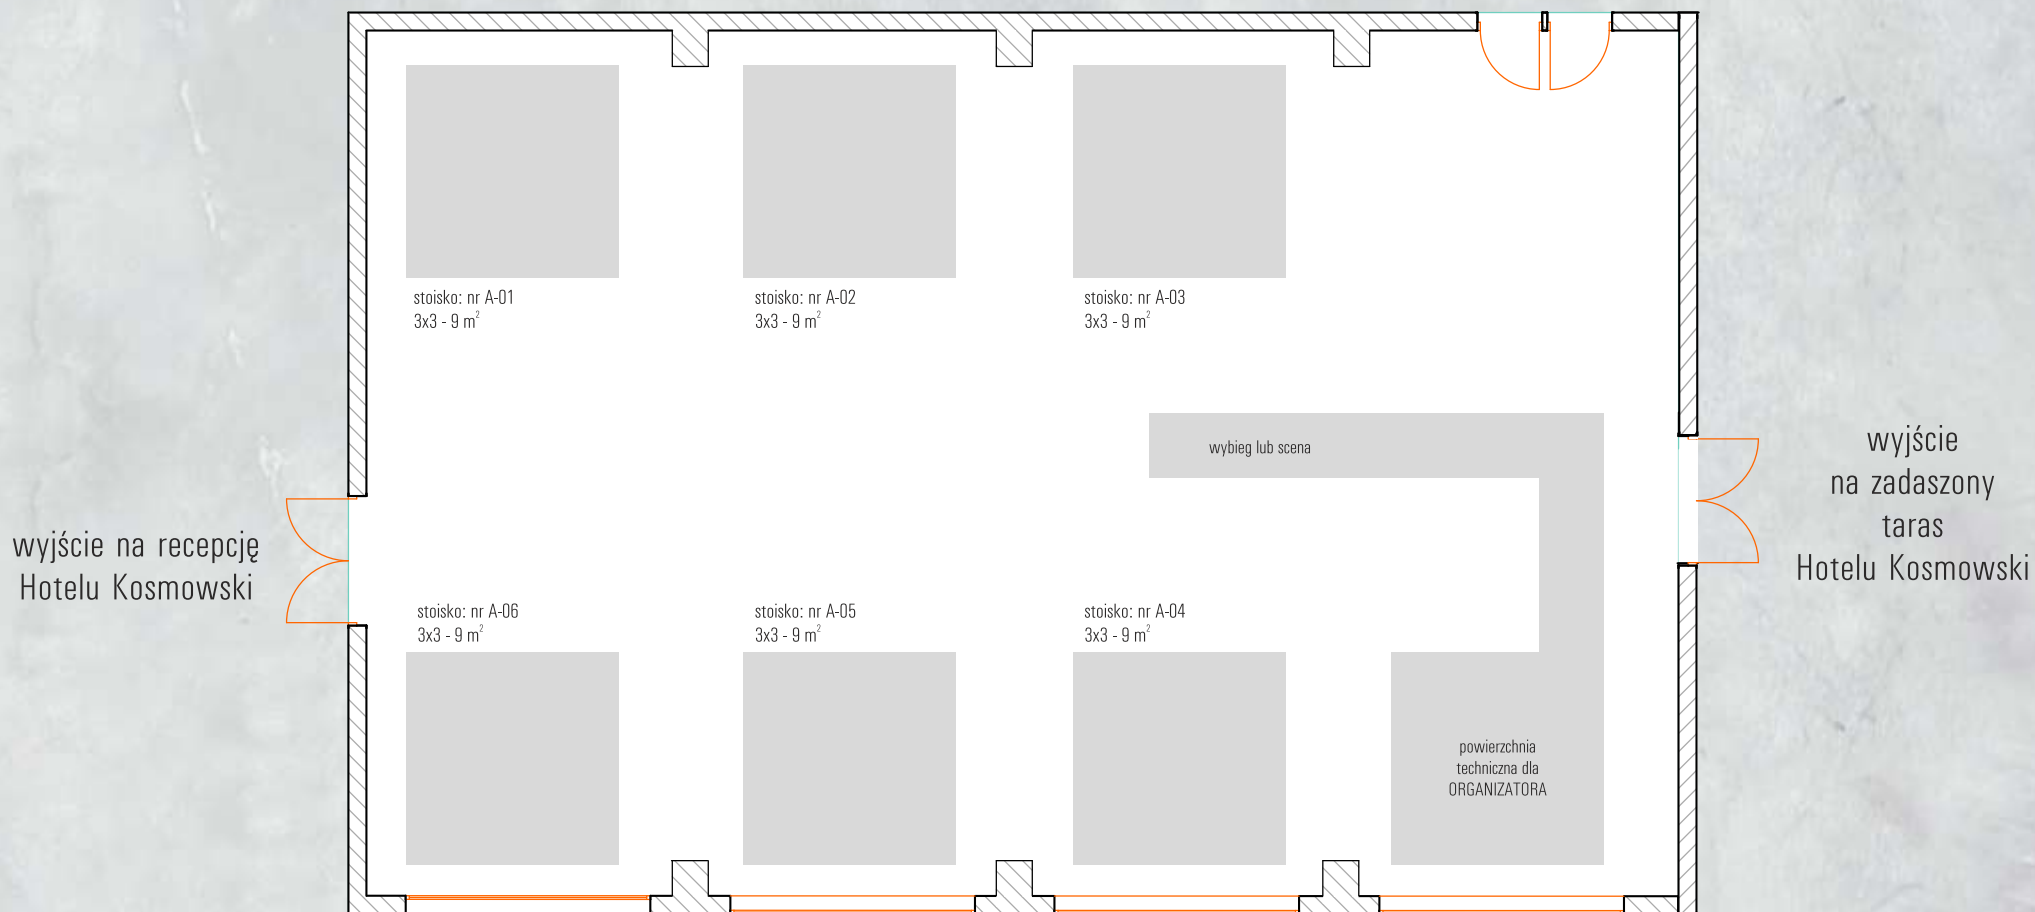 stoisko: nr A-01
3x3 - 9 m²
stoisko: nr A-02
3x3 - 9 m²
stoisko: nr A-03
3x3 - 9 m²
wybieg lub scena
wyjście
na zadaszony
taras
Hotelu Kosmowski
wyjście na recepcję
Hotelu Kosmowski
stoisko: nr A-06
3x3 - 9 m²
stoisko: nr A-05
3x3 - 9 m²
stoisko: nr A-04
3x3 - 9 m²
powierzchnia
techniczna dla
ORGANIZATORA